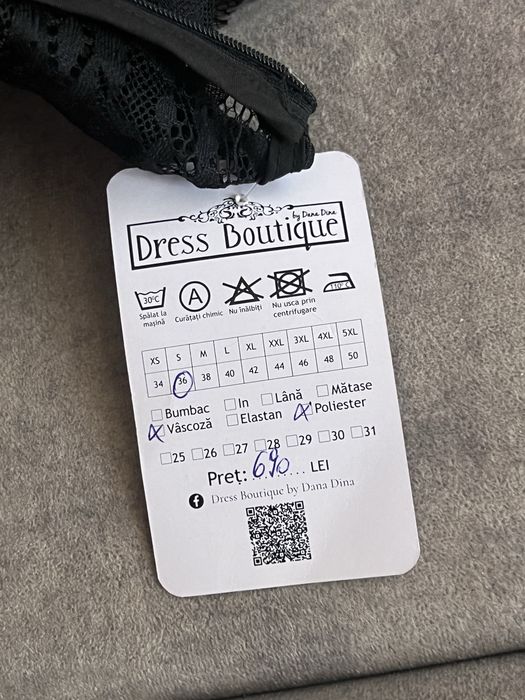 by Dana Dina
Dress Boutique
30°C A 110°C
Spălat la mașină Curătați chimic Nu înălbiți Nu usca prin centrifugare
XS S M L XL XXL 3XL 4XL 5XL
34 36 38 40 42 44 46 48 50
Bumbac In Lână Mătase
Vâscoză Elastan Poliester
25 26 27 28 29 30 31
Preț: 690 LEI
Dress Boutique by Dana Dina